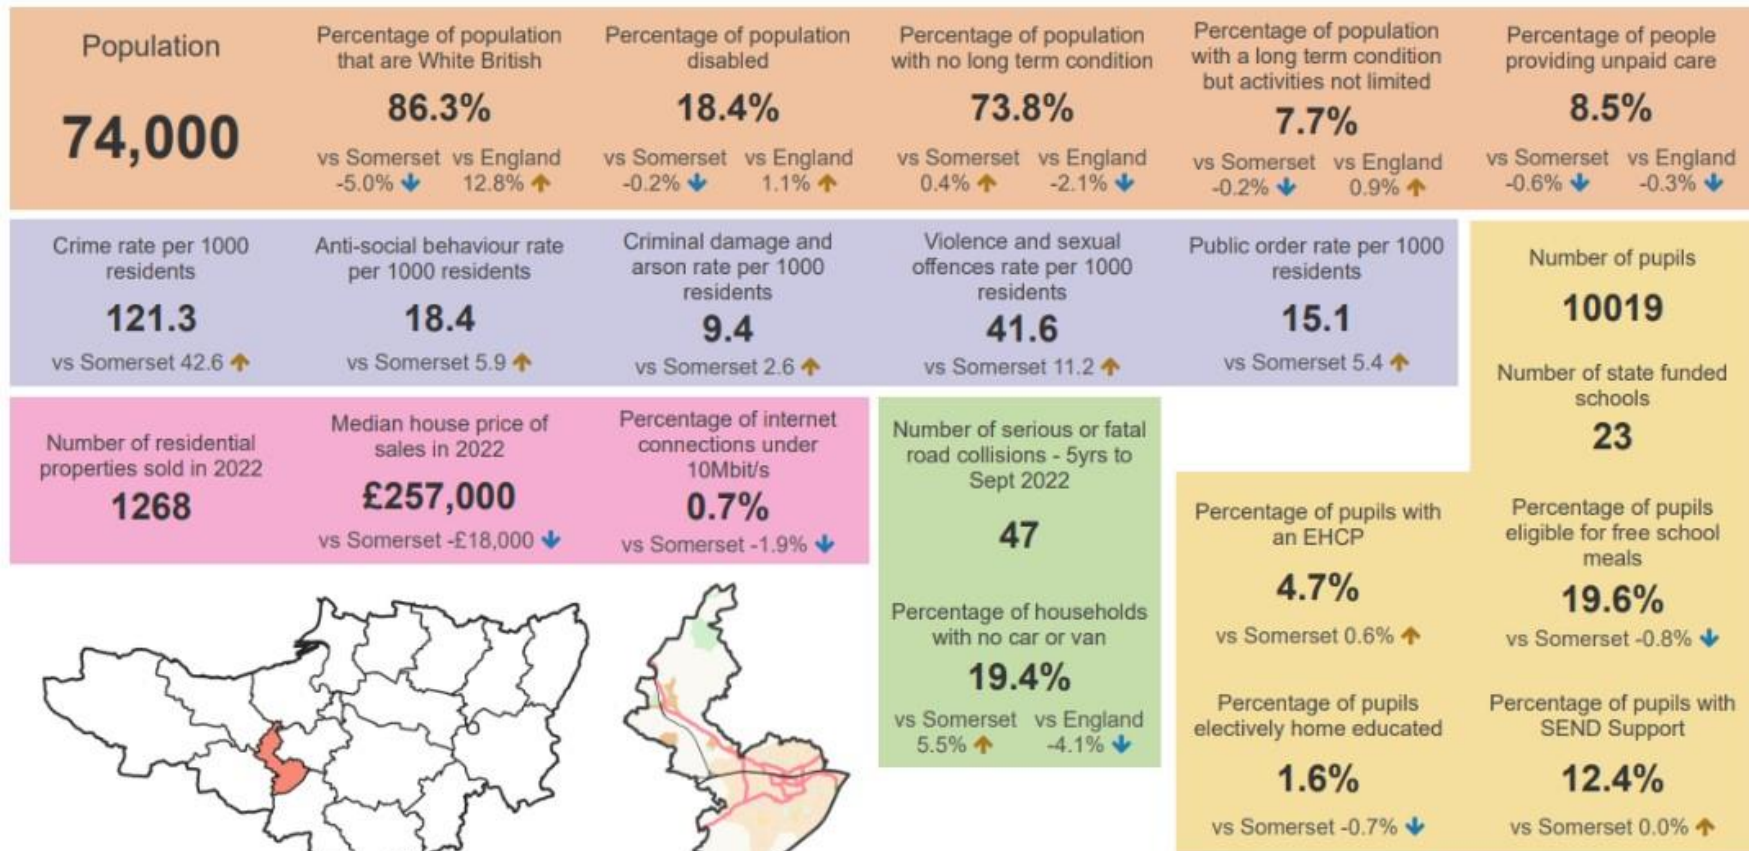 Population
74,000
Percentage of population
that are White British
86.3%
vs Somerset vs England
-5.0% 12.8%
Percentage of population
disabled
18.4%
vs Somerset vs England
-0.2% 1.1%
Percentage of population
with no long term condition
73.8%
vs Somerset vs England
0.4% -2.1%
Percentage of population
with a long term condition
but activities not limited
7.7%
vs Somerset vs England
-0.2% 0.9%
Percentage of people
providing unpaid care
8.5%
vs Somerset vs England
-0.6% -0.3%
Crime rate per 1000
residents
121.3
vs Somerset 42.6
Anti-social behaviour rate
per 1000 residents
18.4
vs Somerset 5.9
Criminal damage and
arson rate per 1000
residents
9.4
vs Somerset 2.6
Violence and sexual
offences rate per 1000
residents
41.6
vs Somerset 11.2
Public order rate per 1000
residents
15.1
vs Somerset 5.4
Number of pupils
10019
Number of state funded
schools
23
Number of residential
properties sold in 2022
1268
Median house price of
sales in 2022
£257,000
vs Somerset -£18,000
Percentage of internet
connections under
10Mbit/s
0.7%
vs Somerset -1.9%
Number of serious or fatal
road collisions - 5yrs to
Sept 2022
47
Percentage of households
with no car or van
19.4%
vs Somerset vs England
5.5% -4.1%
Percentage of pupils with
an EHCP
4.7%
vs Somerset 0.6%
Percentage of pupils
eligible for free school
meals
19.6%
vs Somerset -0.8%
Percentage of pupils
electively home educated
1.6%
vs Somerset -0.7%
Percentage of pupils with
SEND Support
12.4%
vs Somerset 0.0%